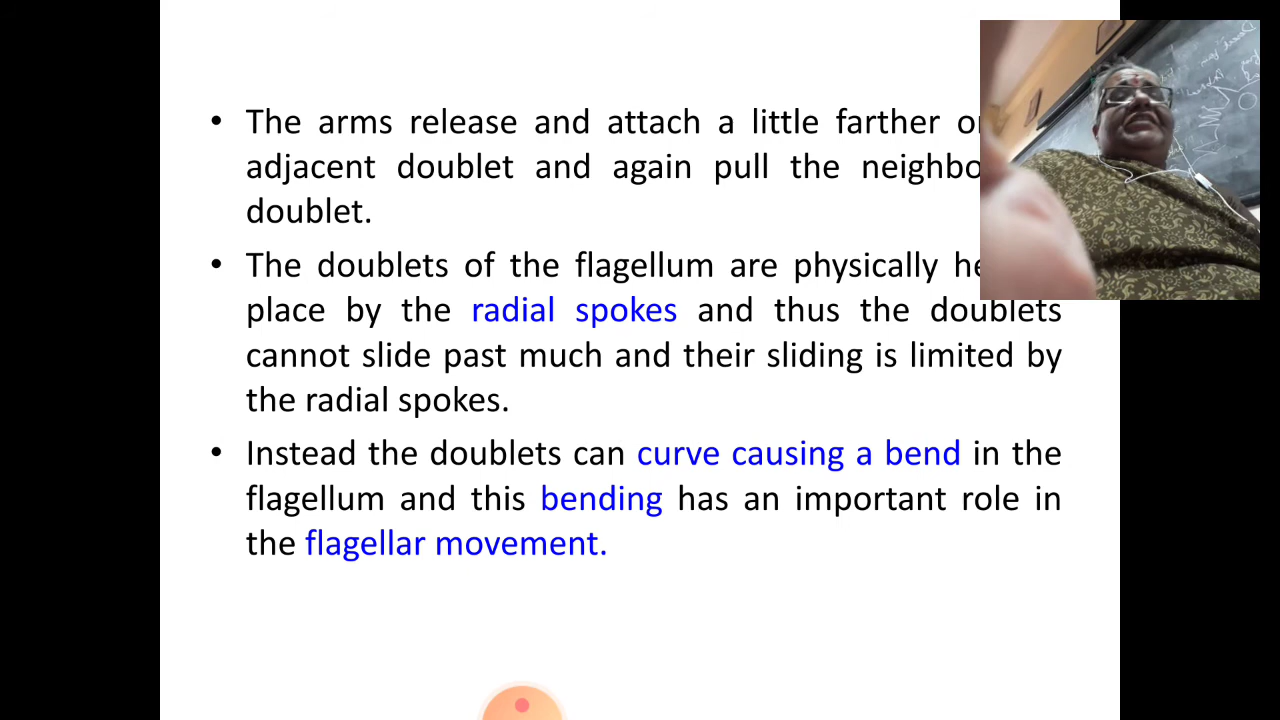 • The arms release and attach a little farther
adjacent doublet and again pull the
doublet.
• The doublets of the flagellum are physically
place by the radial spokes and thus the doublets
cannot slide past much and their sliding is limited by
the radial spokes.
• Instead the doublets can curve causing a bend in the
flagellum and this bending has an important role in
the flagellar movement.